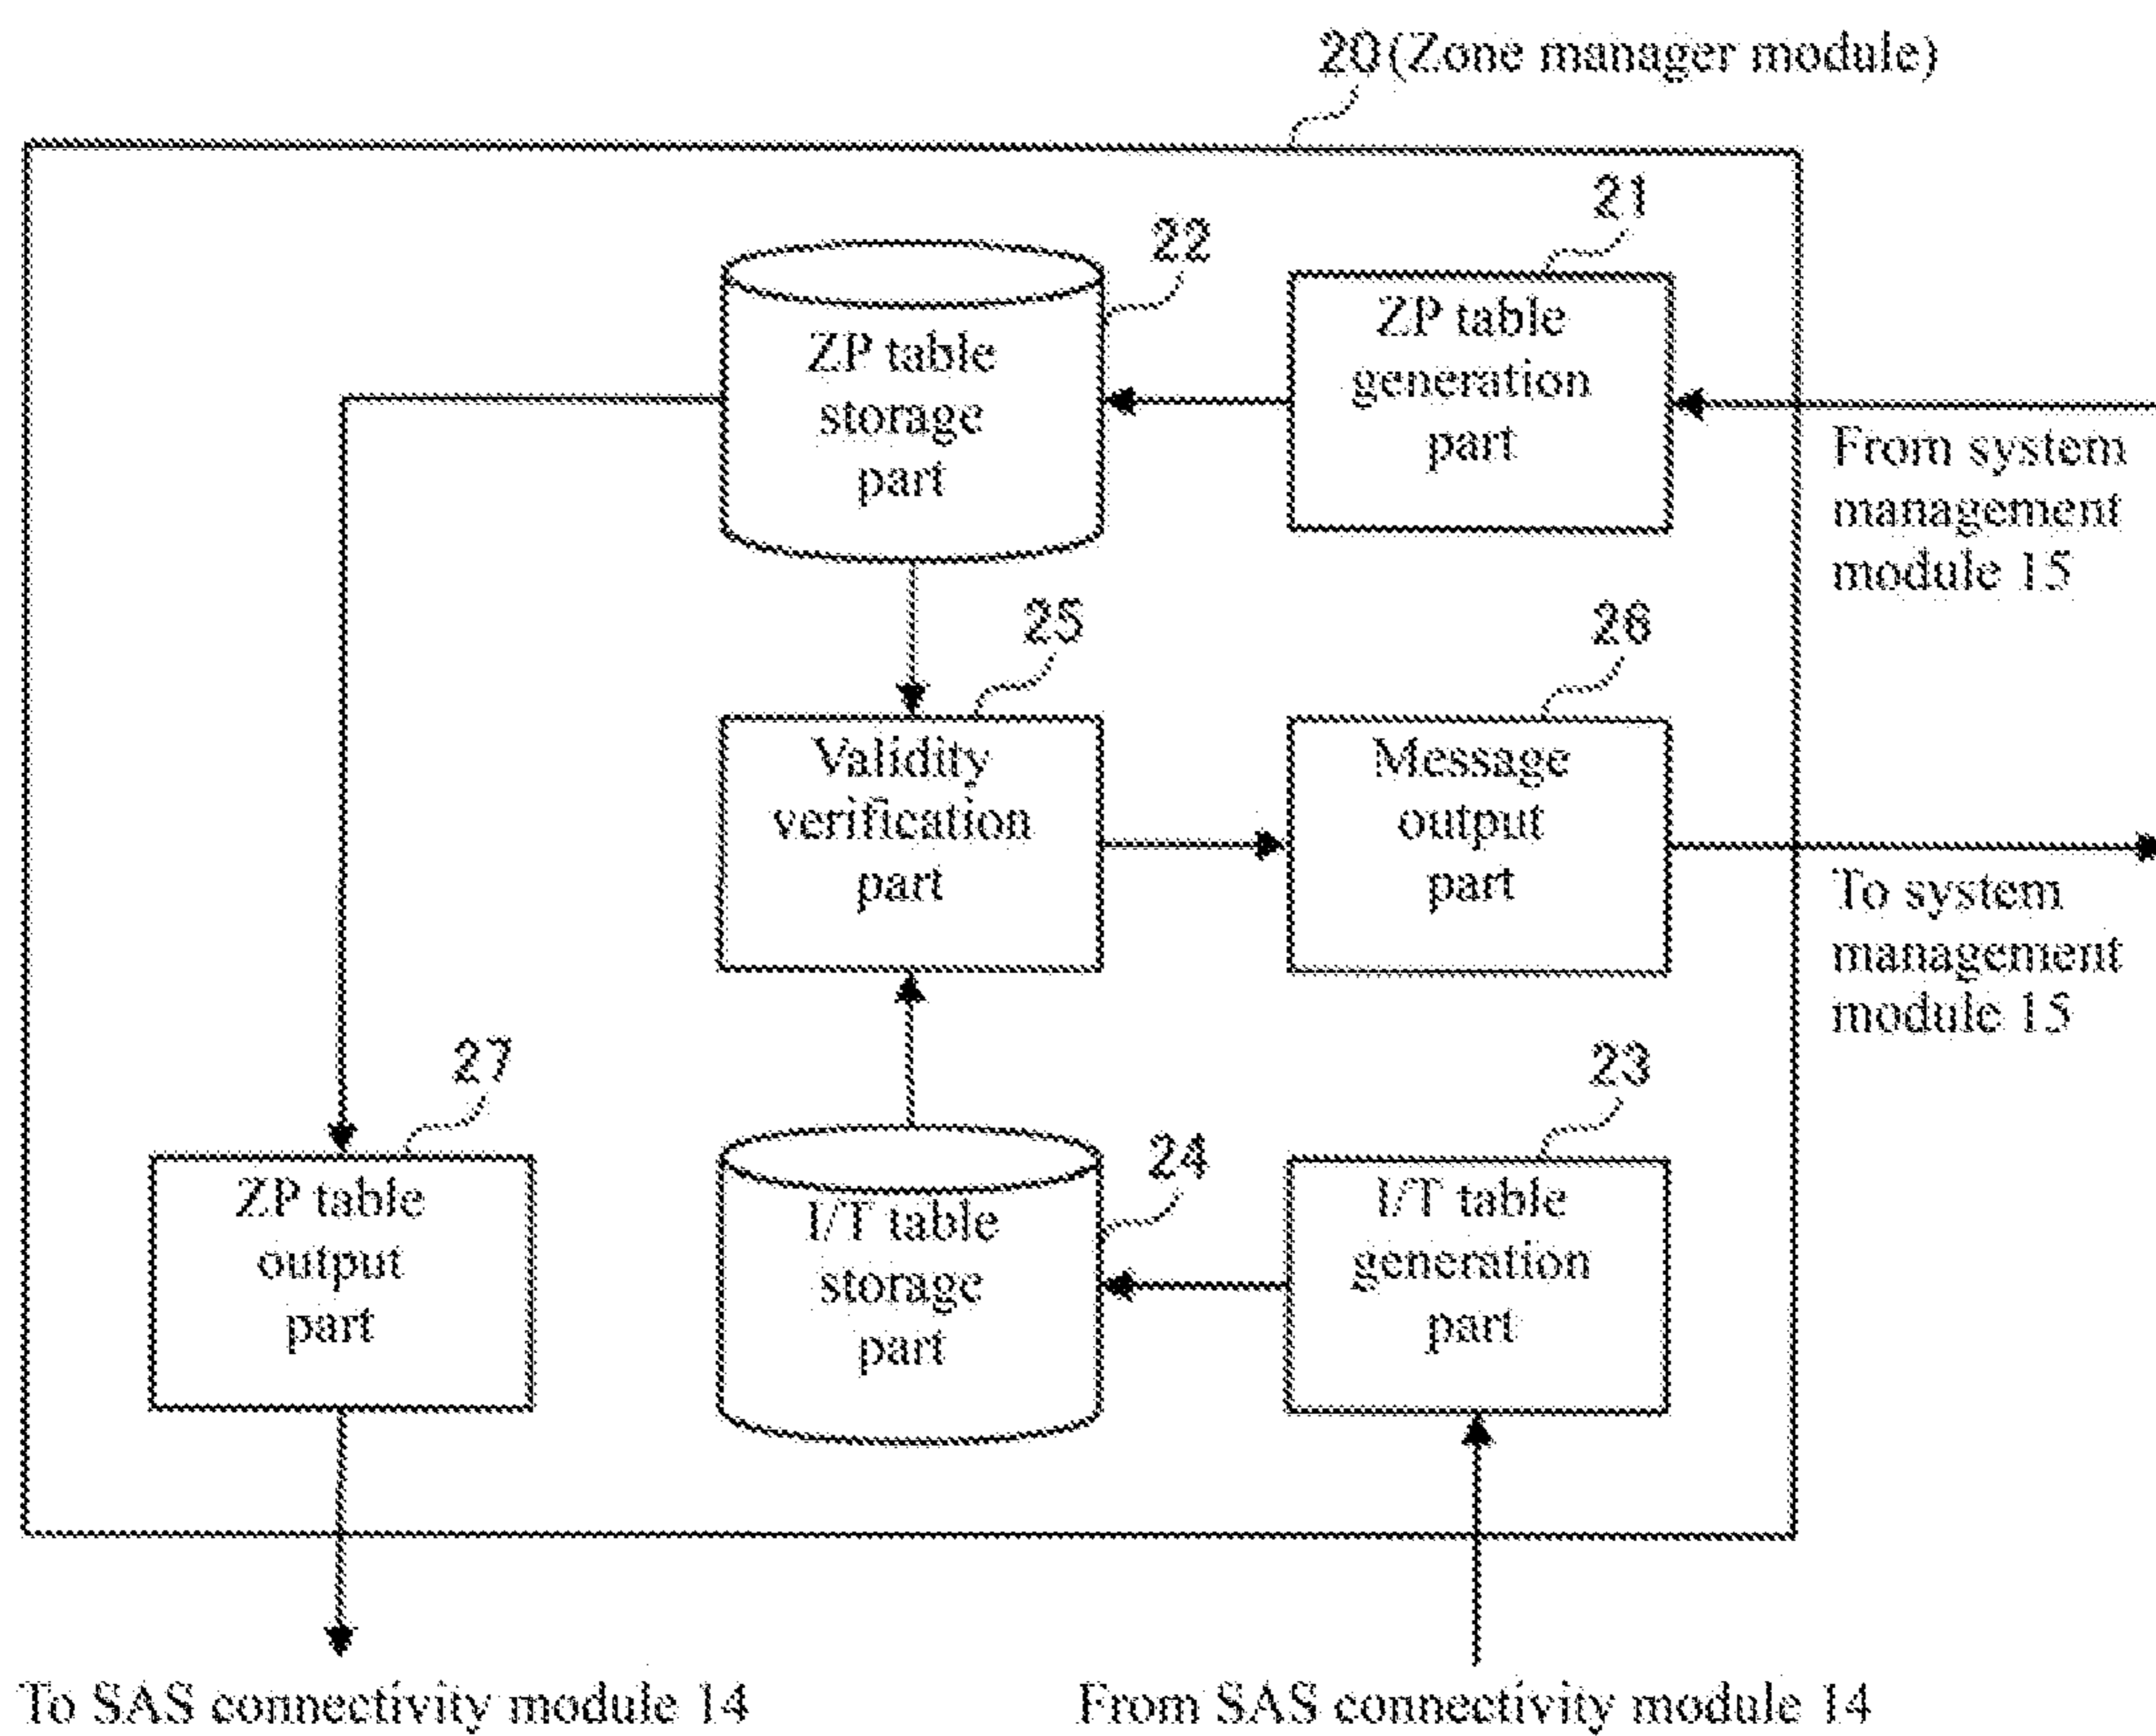 20(Zone manager module)
21
22
ZP table
generation
part
ZP table
storage
part
From system
management
module 15
25
26
Validity
verification
part
Message
output
part
To system
management
module 15
27
23
24
ZP table
output
part
I/T table
storage
part
I/T table
generation
part
To SAS connectivity module 14
From SAS connectivity module 14